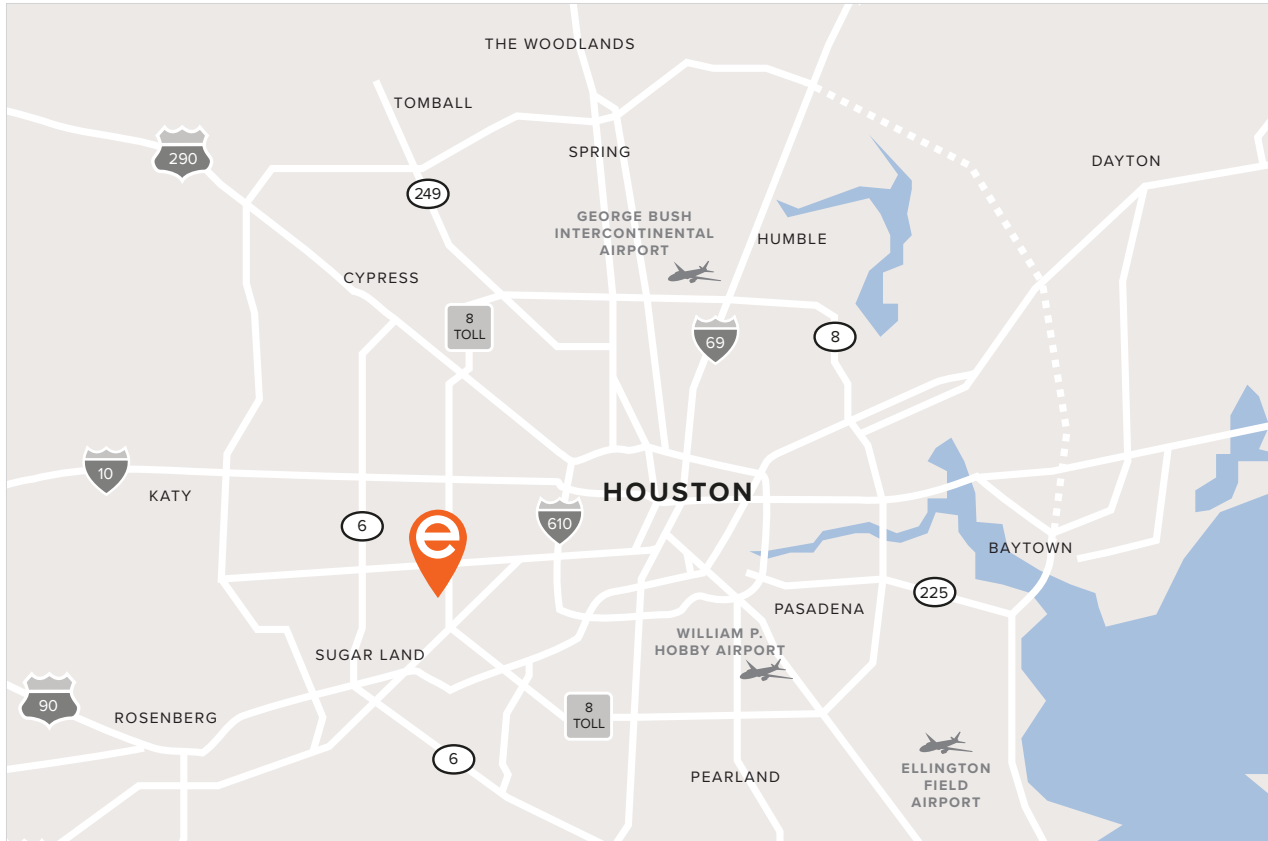 THE WOODLANDS
TOMBALL
290
SPRING
DAYTON
249
GEORGE BUSH
INTERCONTINENTAL
AIRPORT
HUMBLE
CYPRESS
8
TOLL
69
8
10
KATY
HOUSTON
6
610
e
BAYTOWN
225
PASADENA
WILLIAM P.
HOBBY AIRPORT
SUGAR LAND
90
ROSENBERG
8
TOLL
6
PEARLAND
ELLINGTON
FIELD
AIRPORT